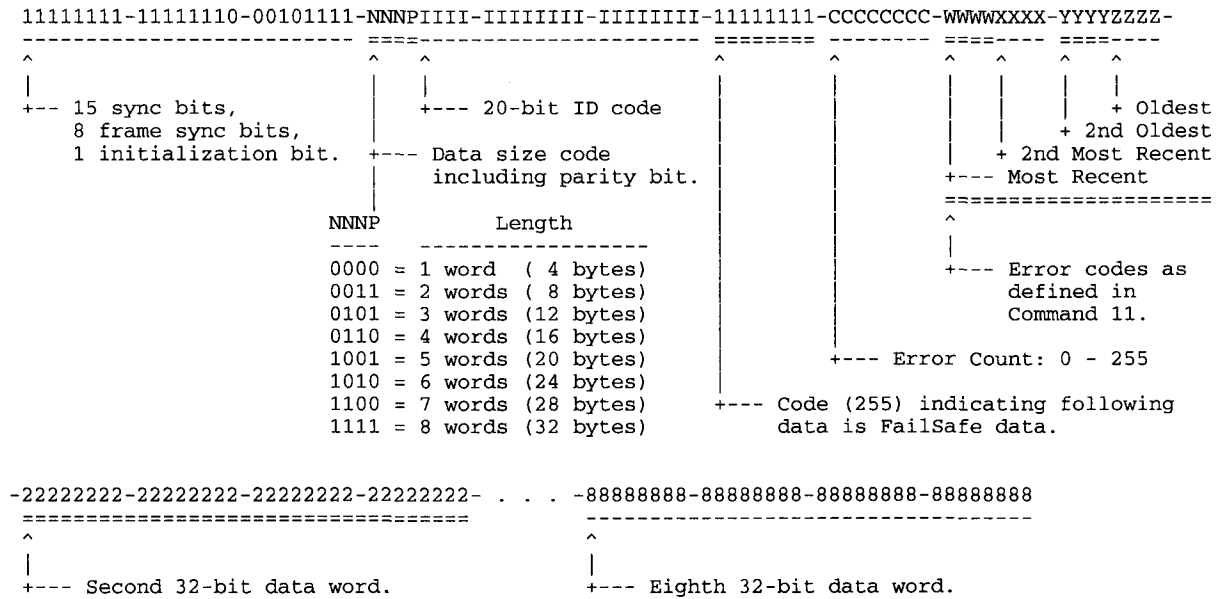 11111111-11111110-00101111-NNNPIIII-IIIIIIII-IIIIIIII-11111111-CCCCCCCC-WWWWXXXX-YYYYZZZZ-
+--- 15 sync bits,
8 frame sync bits,
1 initialization bit.
+--- 20-bit ID code
+--- Data size code
including parity bit.
+ Oldest
+ 2nd Oldest
+ 2nd Most Recent
+--- Most Recent
NNNP Length
0000 = 1 word ( 4 bytes)
0011 = 2 words ( 8 bytes)
0101 = 3 words (12 bytes)
0110 = 4 words (16 bytes)
1001 = 5 words (20 bytes)
1010 = 6 words (24 bytes)
1100 = 7 words (28 bytes)
1111 = 8 words (32 bytes)
+--- Error codes as
defined in
Command 11.
+--- Error Count: 0 - 255
+--- Code (255) indicating following
data is FailSafe data.
-22222222-22222222-22222222-22222222- . . . -88888888-88888888-88888888-88888888
+--- Second 32-bit data word.
+--- Eighth 32-bit data word.